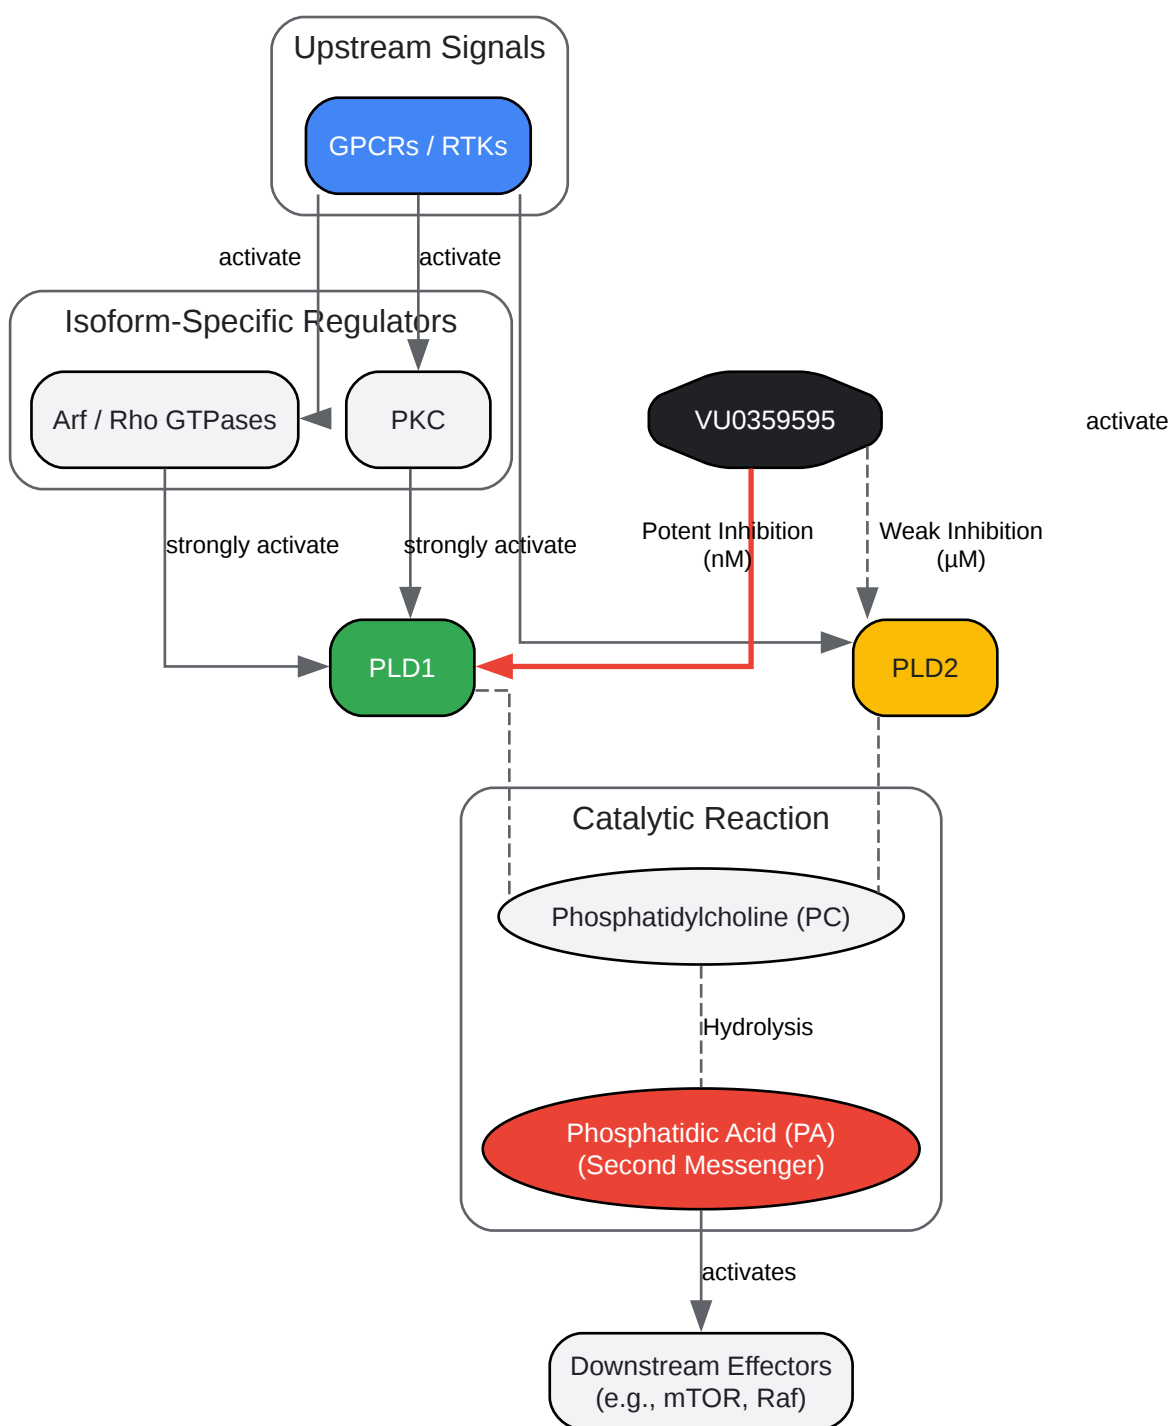 Upstream Signals
GPCRs / RTKs
activate
activate
Isoform-Specific Regulators
Arf / Rho GTPases
PKC
VU0359595
activate
strongly activate
strongly activate
Potent Inhibition
(nM)
Weak Inhibition
(µM)
PLD1
PLD2
Catalytic Reaction
Phosphatidylcholine (PC)
Hydrolysis
Phosphatidic Acid (PA)
(Second Messenger)
activates
Downstream Effectors
(e.g., mTOR, Raf)